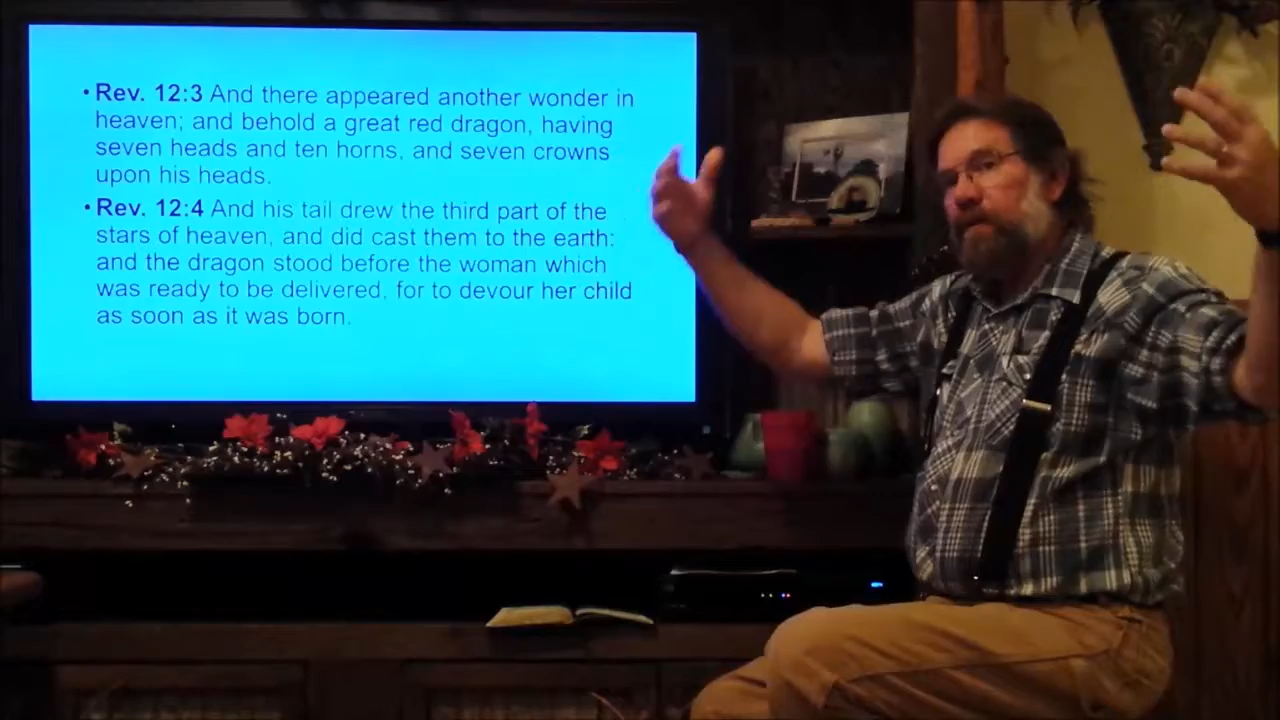 • Rev. 12:3 And there appeared another wonder in
heaven; and behold a great red dragon, having
seven heads and ten horns, and seven crowns
upon his heads.
• Rev. 12:4 And his tail drew the third part of the
stars of heaven, and did cast them to the earth:
and the dragon stood before the woman which
was ready to be delivered, for to devour her child
as soon as it was born.